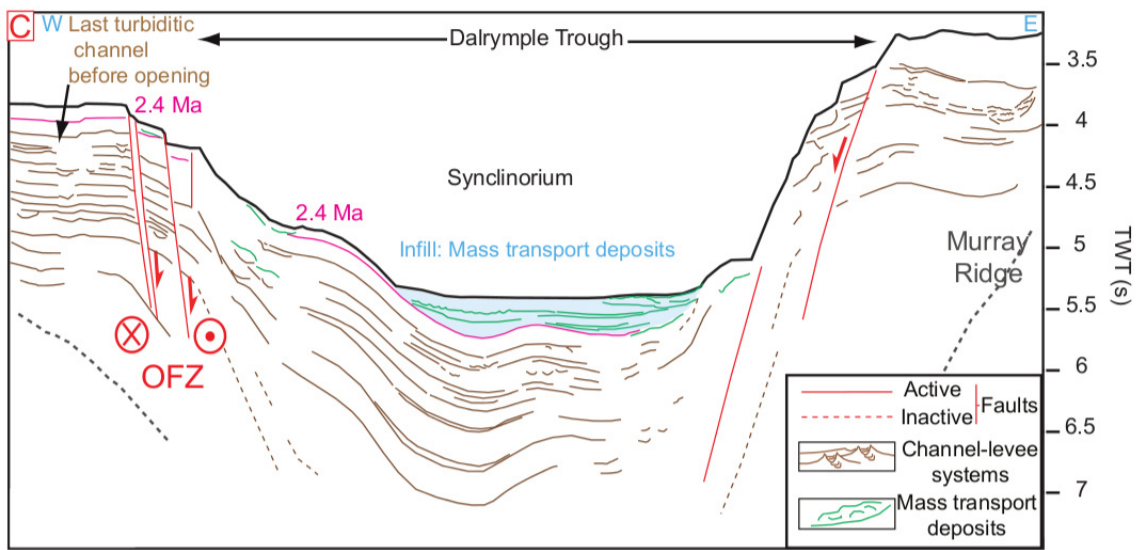 C W Last turbiditic
channel
before opening
Dalrymple Trough
E
2.4 Ma
Synclinorium
2.4 Ma
Infill: Mass transport deposits
Murray
Ridge
OFZ
3.5
4
4.5
5
5.5
6
6.5
7
TWT (s)
Active
Inactive
Faults
Channel-levee
systems
Mass transport
deposits